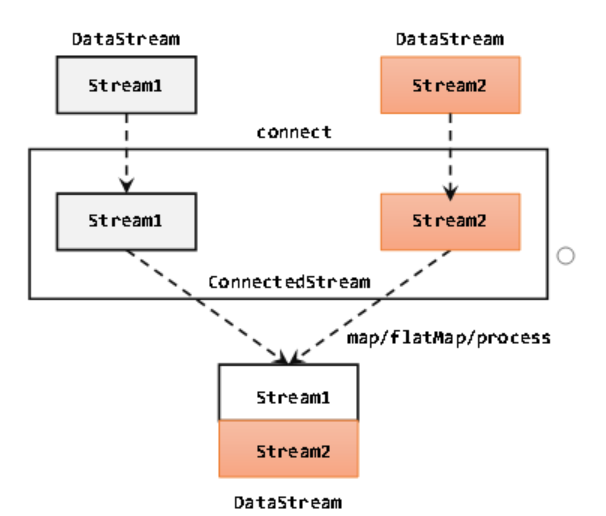 DataStream
DataStream
Stream1
Stream2
connect
Stream1
Stream2
ConnectedStream
map/flatMap/process
Stream1
Stream2
DataStream